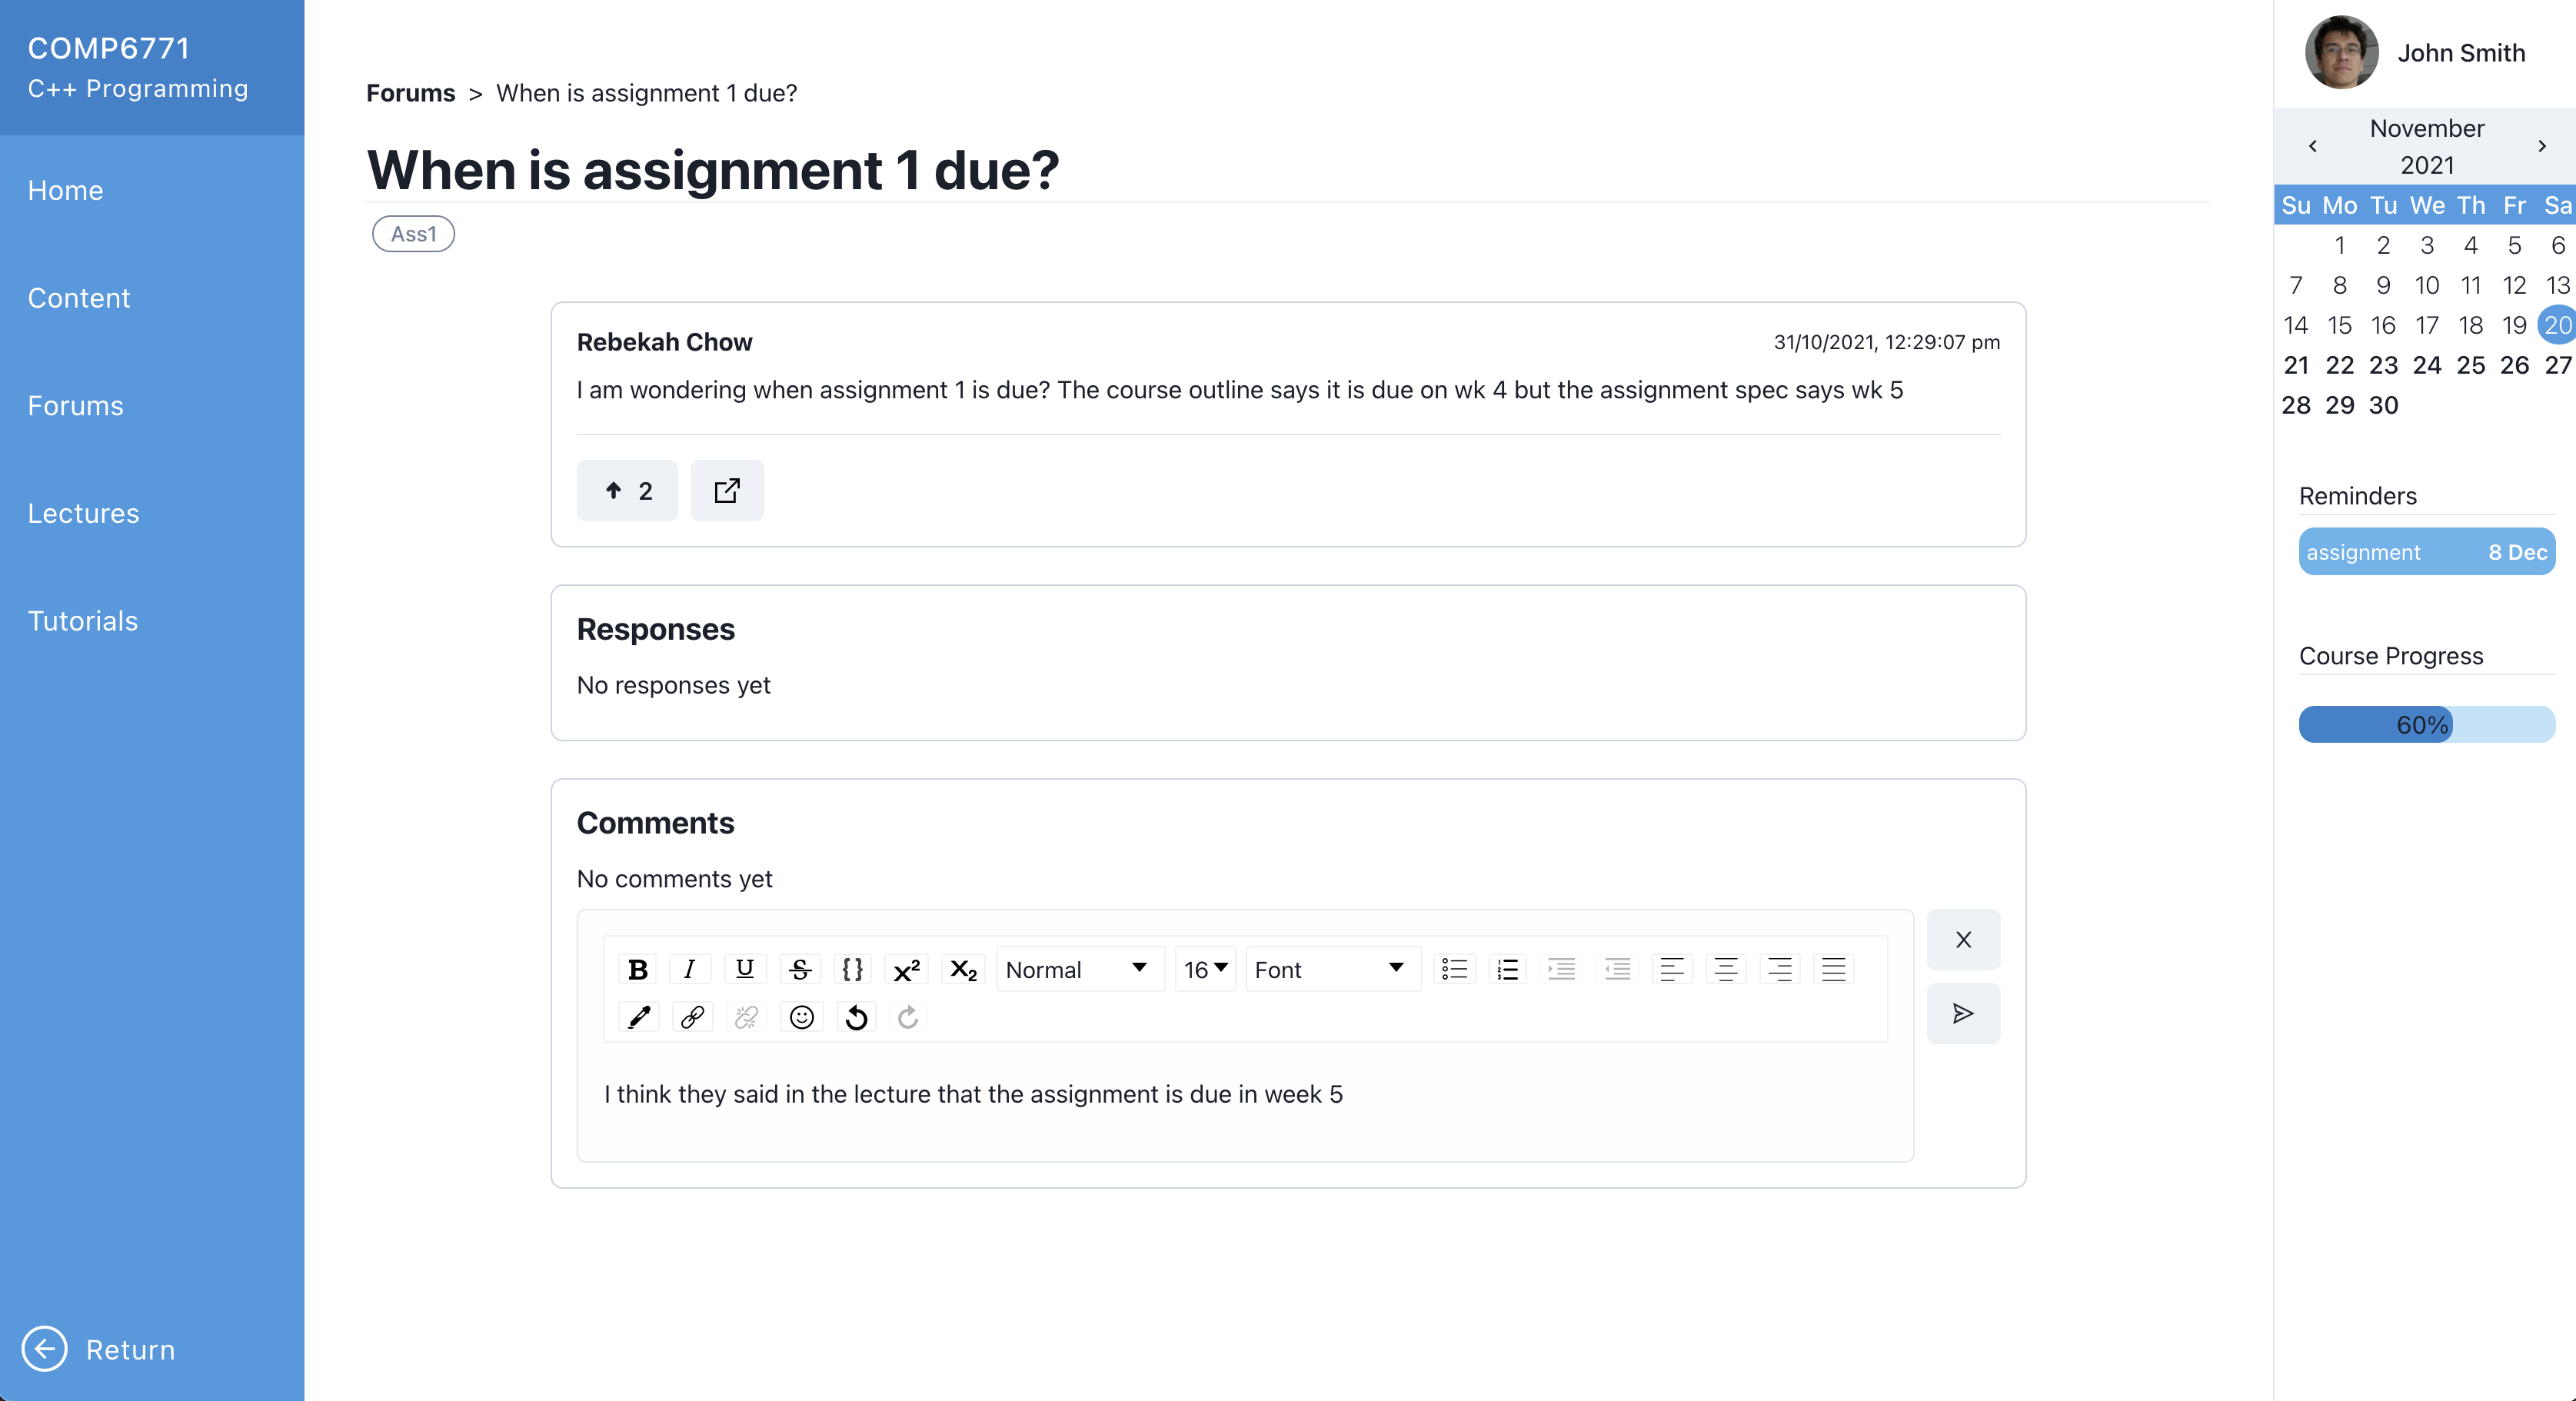 COMP6771
C++ Programming
Home
Content
Forums
Lectures
Tutorials
Return
Forums > When is assignment 1 due?
When is assignment 1 due?
Ass1
Rebekah Chow
31/10/2021, 12:29:07 pm
I am wondering when assignment 1 is due? The course outline says it is due on wk 4 but the assignment spec says wk 5
2
Responses
No responses yet
Comments
No comments yet
B I U S {} X² X₂ Normal 16 Font
I think they said in the lecture that the assignment is due in week 5
X
John Smith
November
2021
Su Mo Tu We Th Fr Sa
1 2 3 4 5 6
7 8 9 10 11 12 13
14 15 16 17 18 19 20
21 22 23 24 25 26 27
28 29 30
Reminders
assignment 8 Dec
Course Progress
60%